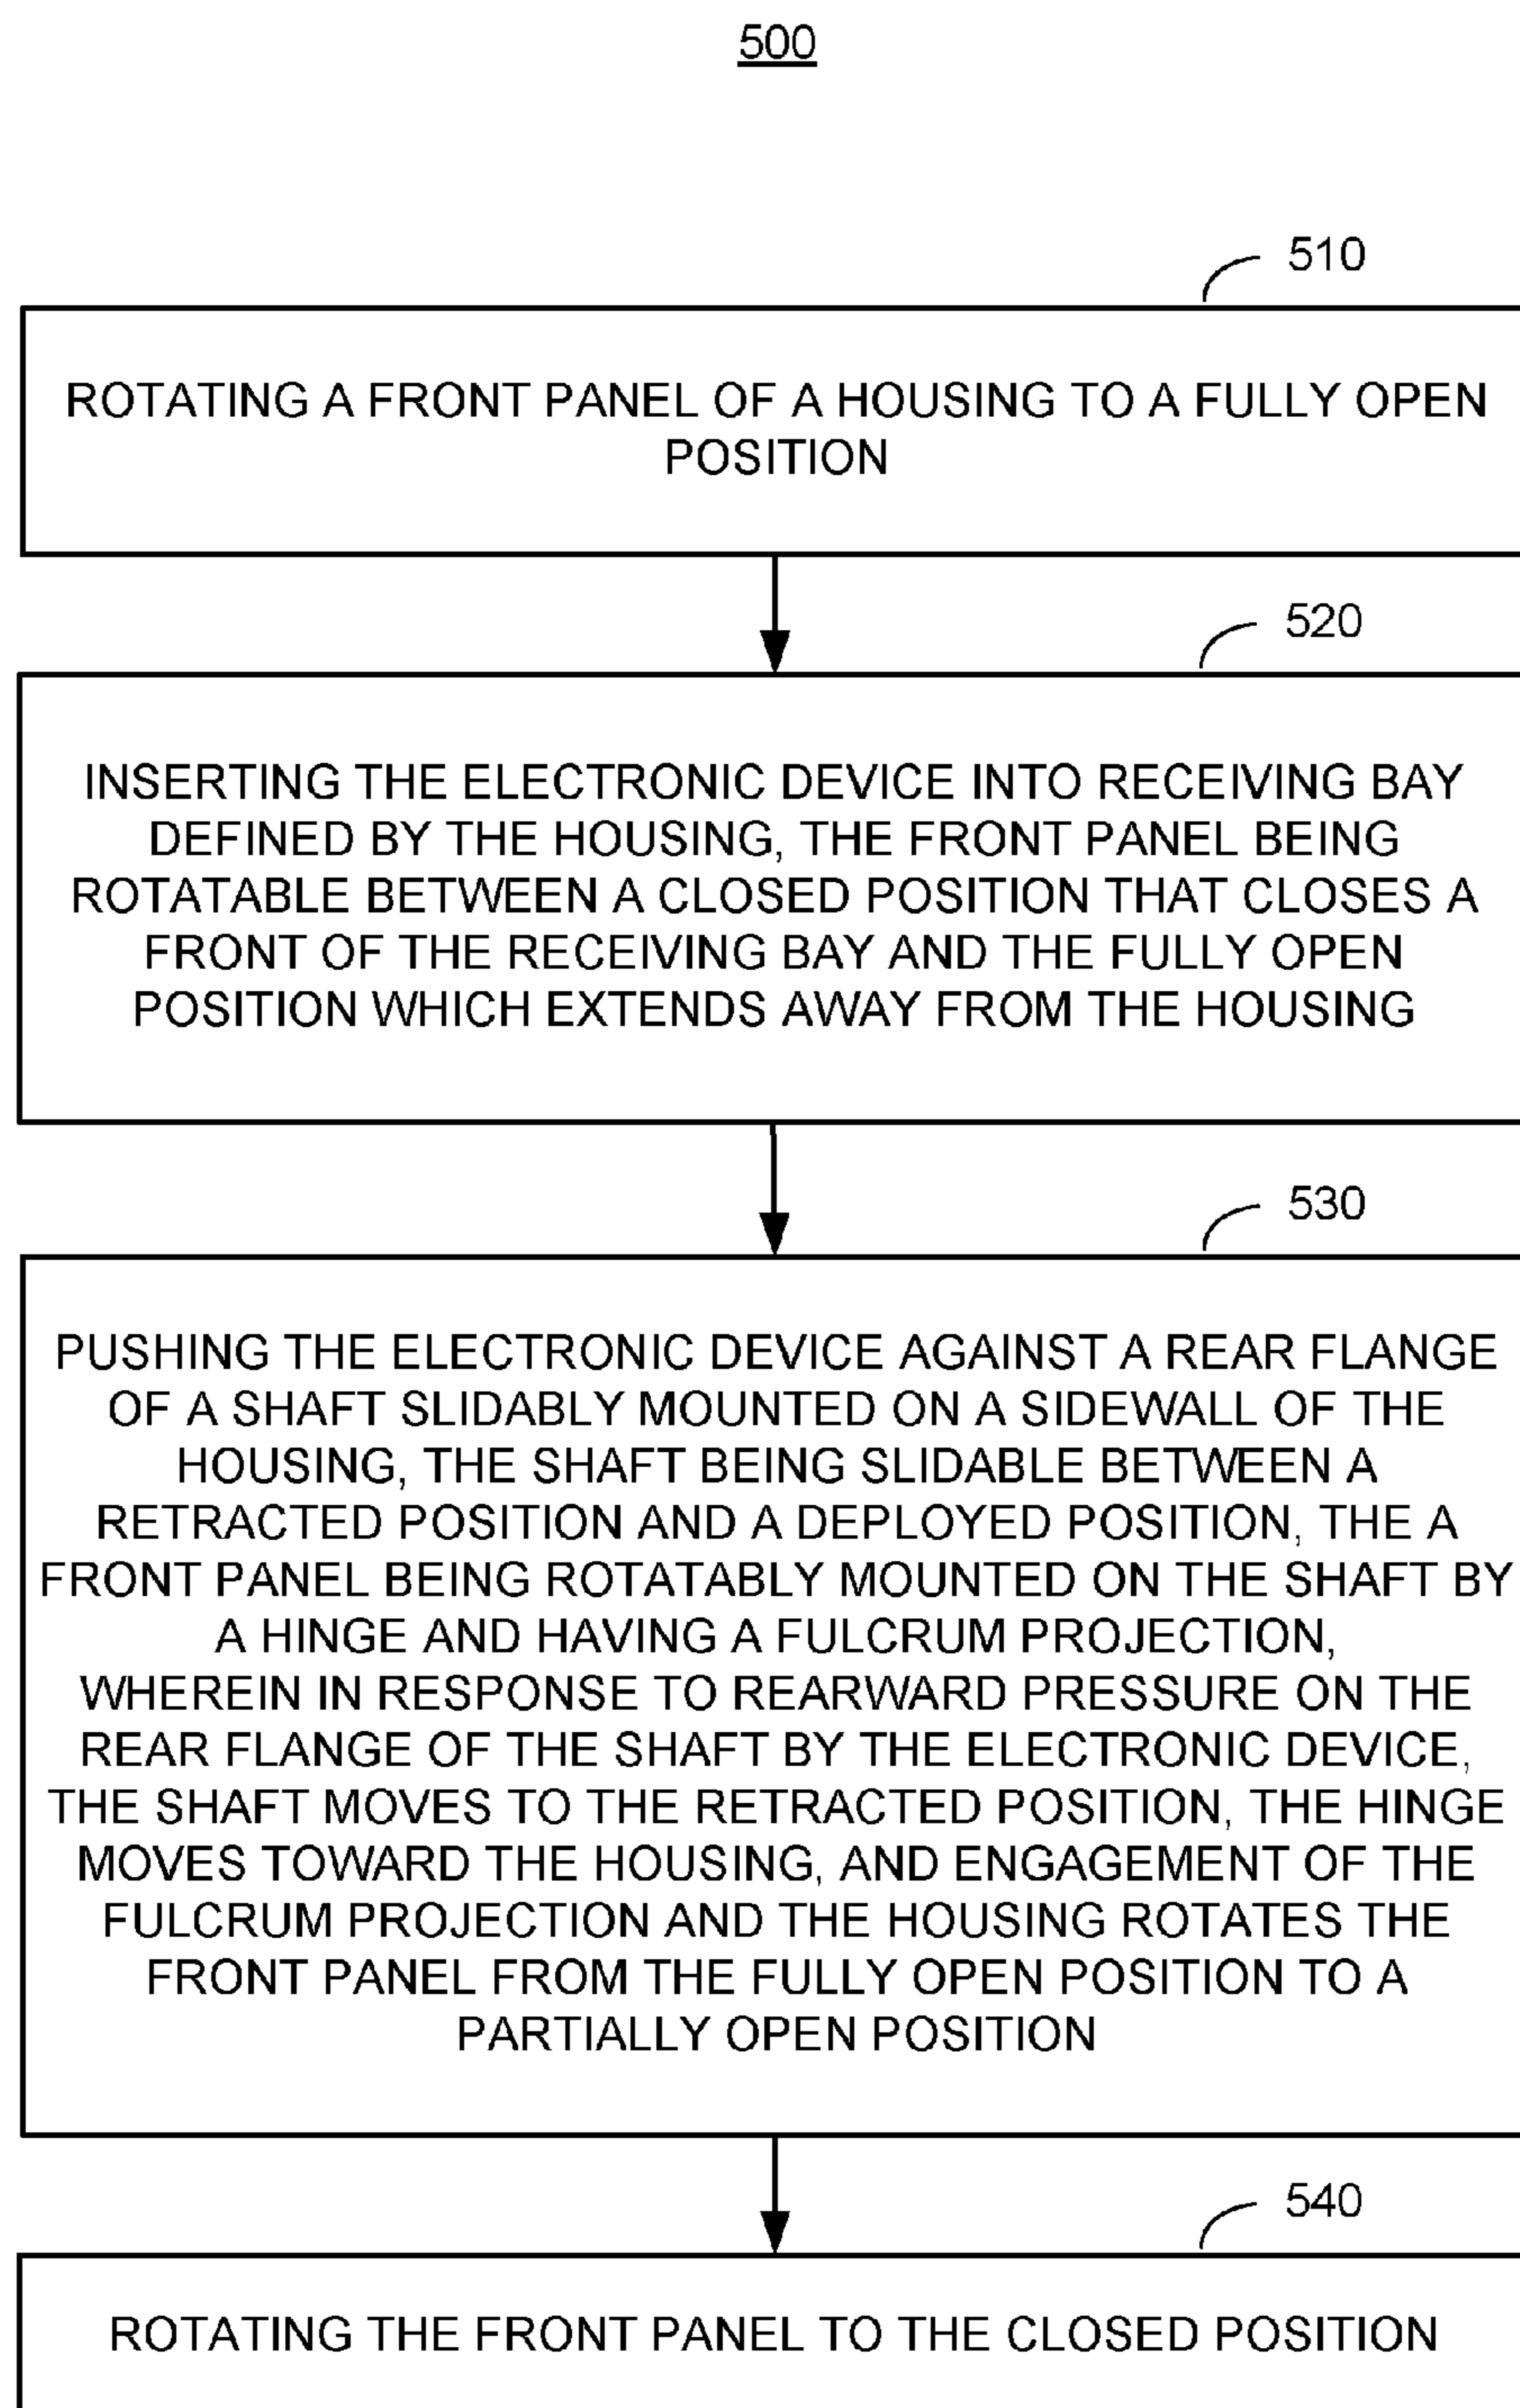 500
510
ROTATING A FRONT PANEL OF A HOUSING TO A FULLY OPEN
POSITION
520
INSERTING THE ELECTRONIC DEVICE INTO RECEIVING BAY
DEFINED BY THE HOUSING, THE FRONT PANEL BEING
ROTATABLE BETWEEN A CLOSED POSITION THAT CLOSES A
FRONT OF THE RECEIVING BAY AND THE FULLY OPEN
POSITION WHICH EXTENDS AWAY FROM THE HOUSING
530
PUSHING THE ELECTRONIC DEVICE AGAINST A REAR FLANGE
OF A SHAFT SLIDABLY MOUNTED ON A SIDEWALL OF THE
HOUSING, THE SHAFT BEING SLIDABLE BETWEEN A
RETRACTED POSITION AND A DEPLOYED POSITION, THE A
FRONT PANEL BEING ROTATABLY MOUNTED ON THE SHAFT BY
A HINGE AND HAVING A FULCRUM PROJECTION,
WHEREIN IN RESPONSE TO REARWARD PRESSURE ON THE
REAR FLANGE OF THE SHAFT BY THE ELECTRONIC DEVICE,
THE SHAFT MOVES TO THE RETRACTED POSITION, THE HINGE
MOVES TOWARD THE HOUSING, AND ENGAGEMENT OF THE
FULCRUM PROJECTION AND THE HOUSING ROTATES THE
FRONT PANEL FROM THE FULLY OPEN POSITION TO A
PARTIALLY OPEN POSITION
540
ROTATING THE FRONT PANEL TO THE CLOSED POSITION